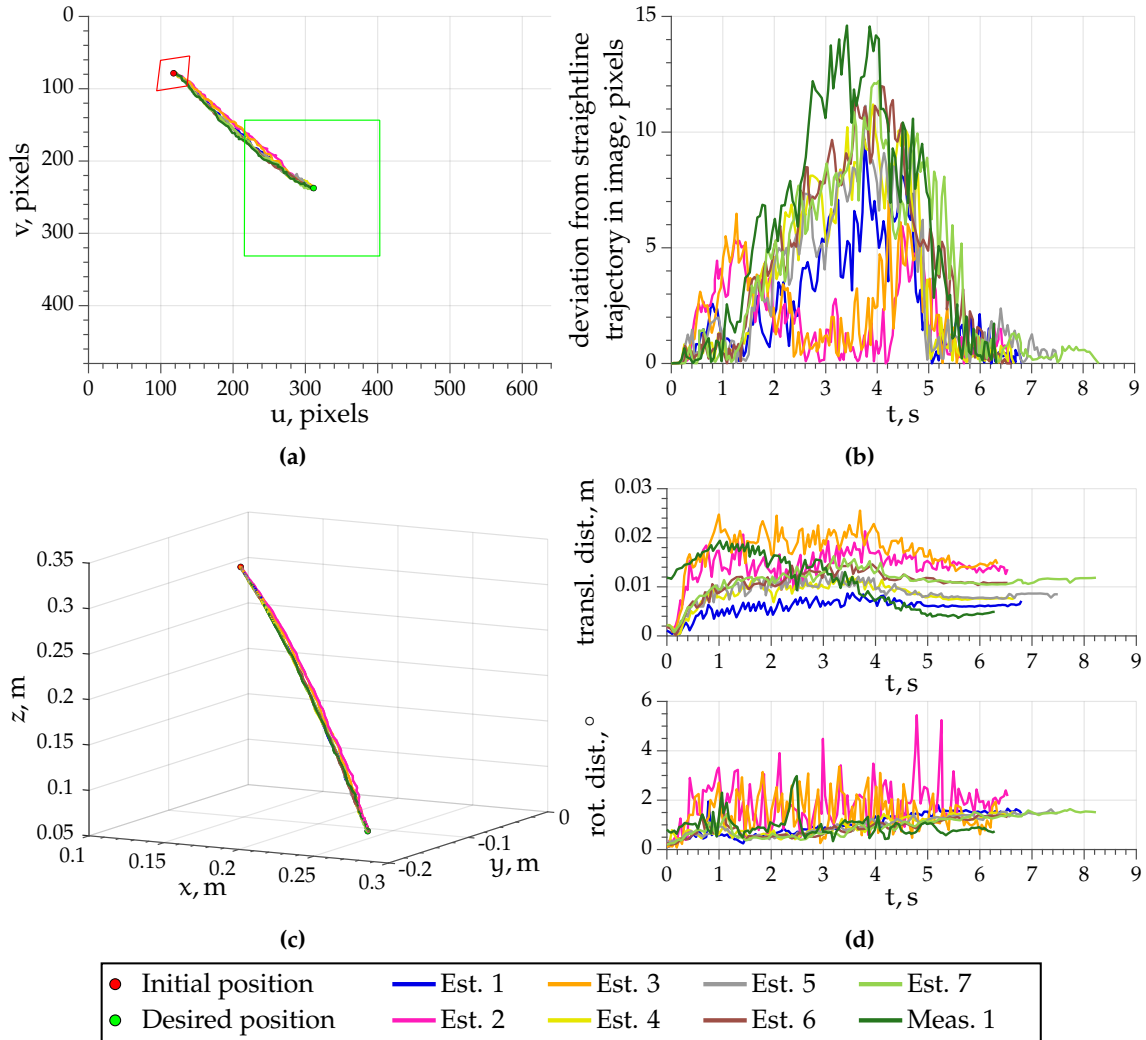 0
100
200
300
400
v, pixels
0 100 200 300 400 500 600
u, pixels
(a)
15
10
5
0
deviation from straightline
trajectory in image, pixels
0 1 2 3 4 5 6 7 8 9
t, s
(b)
0.35
0.3
0.25
0.2
0.15
0.1
0.05
z, m
0.1 0.15 0.2 0.25 0.3
x, m
-0.2 -0.1 0
y, m
(c)
0.03
0.02
0.01
0
transl. dist., m
0 1 2 3 4 5 6 7 8 9
t, s
6
4
2
0
rot. dist., °
0 1 2 3 4 5 6 7 8 9
t, s
(d)
Initial position Est. 1 Est. 3 Est. 5 Est. 7
Desired position Est. 2 Est. 4 Est. 6 Meas. 1